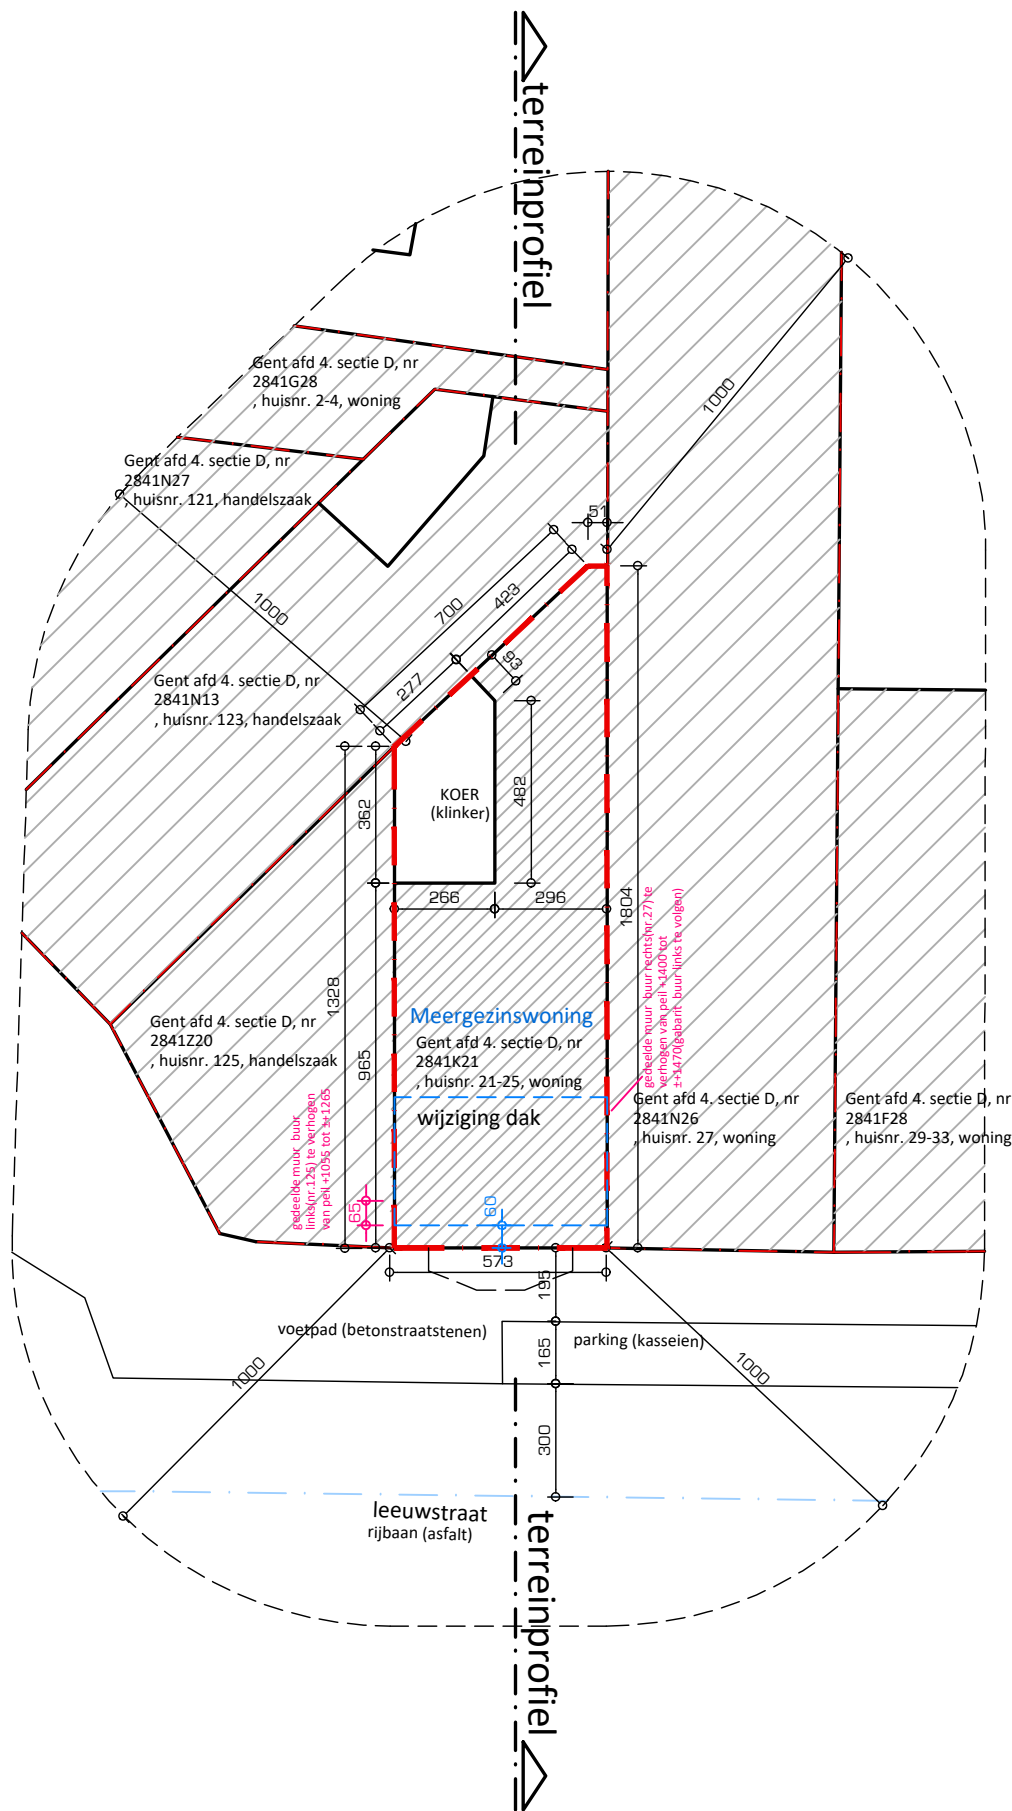 terreinprofiel
Gent afd 4. sectie D, nr
2841G28
, huisnr. 2-4, woning
1000
Gent afd 4. sectie D, nr
2841N27
, huisnr. 121, handelszaak
51
1000
700
423
93
277
Gent afd 4. sectie D, nr
2841N13
, huisnr. 123, handelszaak
KOER
(klinker)
482
362
266
296
1804
gedeelde muur buur rechts(nr.27) te
verhogen van peil +1400 tot
±+1470(gabarit buur links te volgen)
1328
965
Meergezinswoning
Gent afd 4. sectie D, nr
2841K21
, huisnr. 21-25, woning
Gent afd 4. sectie D, nr
2841Z20
, huisnr. 125, handelszaak
wijziging dak
Gent afd 4. sectie D, nr
2841N26
, huisnr. 27, woning
Gent afd 4. sectie D, nr
2841F28
, huisnr. 29-33, woning
gedeelde muur buur
links(nr.125) te verhogen
van peil +1055 tot ±+1265
65
60
573
195
voetpad (betonstraatstenen)
parking (kasseien)
165
1000
1000
300
leeuwstraat
rijbaan (asfalt)
terreinprofiel